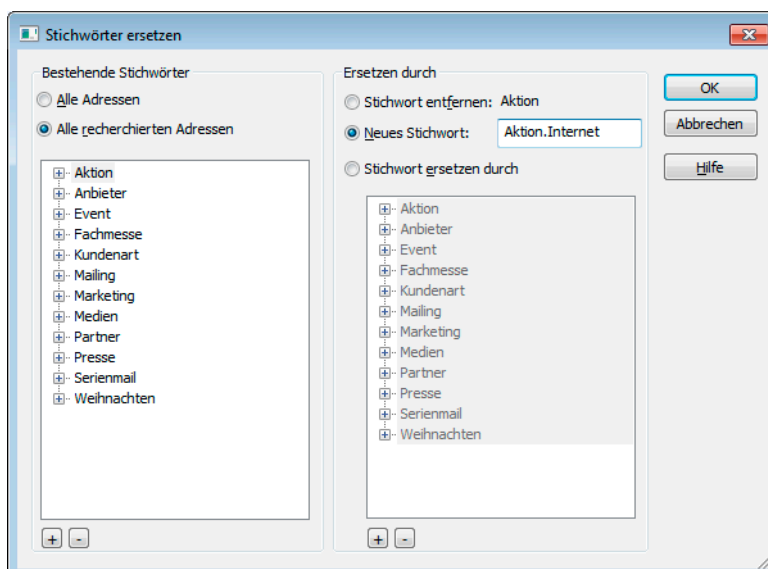 Stichwörter ersetzen
Bestehende Stichwörter
Alle Adressen
Alle recherchierten Adressen
Aktion
Anbieter
Event
Fachmesse
Kundenart
Mailing
Marketing
Medien
Partner
Presse
Serienmail
Weihnachten
+ -
Ersetzen durch
Stichwort entfernen: Aktion
Neues Stichwort: Aktion.Internet
Stichwort ersetzen durch
Aktion
Anbieter
Event
Fachmesse
Kundenart
Mailing
Marketing
Medien
Partner
Presse
Serienmail
Weihnachten
+ -
OK
Abbrechen
Hilfe